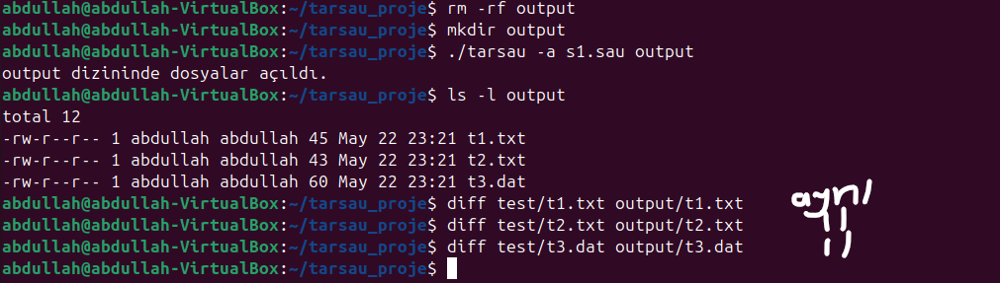 abdullah@abdullah-VirtualBox:~/tarsau_proje$ rm -rf output
abdullah@abdullah-VirtualBox:~/tarsau_proje$ mkdir output
abdullah@abdullah-VirtualBox:~/tarsau_proje$ ./tarsau -a s1.sau output
output dizininde dosyalar açıldı.
abdullah@abdullah-VirtualBox:~/tarsau_proje$ ls -l output
total 12
-rw-r--r-- 1 abdullah abdullah 45 May 22 23:21 t1.txt
-rw-r--r-- 1 abdullah abdullah 43 May 22 23:21 t2.txt
-rw-r--r-- 1 abdullah abdullah 60 May 22 23:21 t3.dat
abdullah@abdullah-VirtualBox:~/tarsau_proje$ diff test/t1.txt output/t1.txt aynı
abdullah@abdullah-VirtualBox:~/tarsau_proje$ diff test/t2.txt output/t2.txt ''
abdullah@abdullah-VirtualBox:~/tarsau_proje$ diff test/t3.dat output/t3.dat ''
abdullah@abdullah-VirtualBox:~/tarsau_proje$